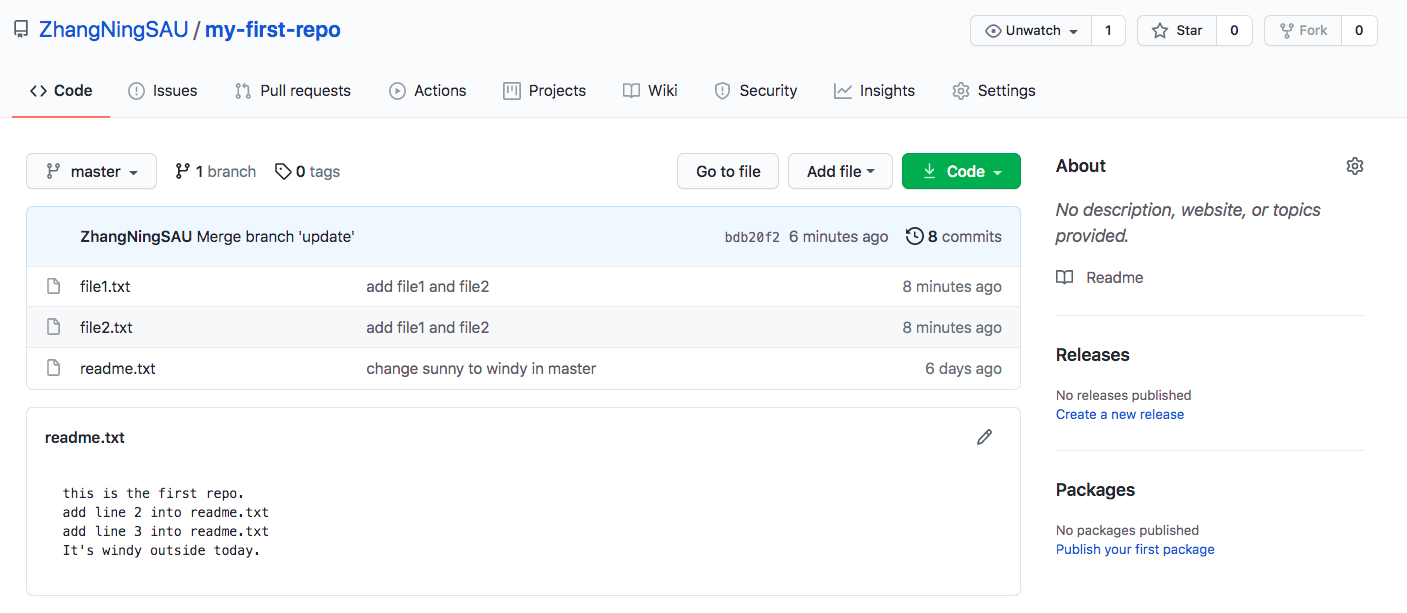 ZhangNingSAU / my-first-repo
Unwatch 1 Star 0 Fork 0
Code Issues Pull requests Actions Projects Wiki Security Insights Settings
master 1 branch 0 tags Go to file Add file Code
ZhangNingSAU Merge branch 'update' bdb20f2 6 minutes ago 8 commits
file1.txt add file1 and file2 8 minutes ago
file2.txt add file1 and file2 8 minutes ago
readme.txt change sunny to windy in master 6 days ago
readme.txt
this is the first repo.
add line 2 into readme.txt
add line 3 into readme.txt
It's windy outside today.
About
No description, website, or topics
provided.
Readme
Releases
No releases published
Create a new release
Packages
No packages published
Publish your first package